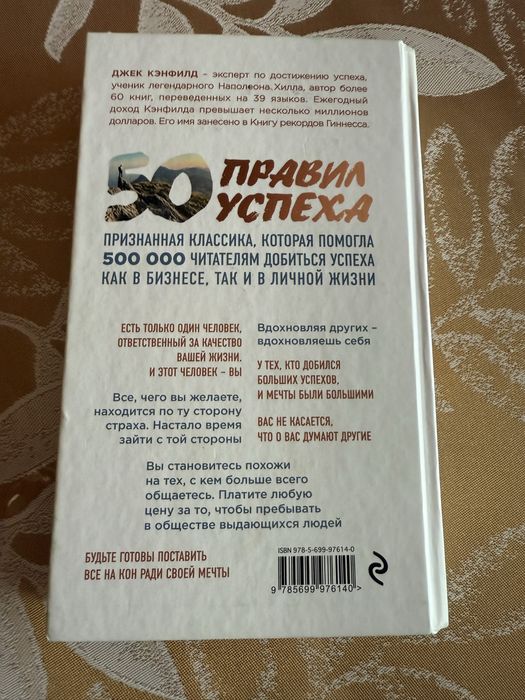 ДЖЕК КЭНФИЛД – эксперт по достижению успеха,
ученик легендарного Наполеона Хилла, автор более
60 книг, переведенных на 39 языков. Ежегодный
доход Кэнфилда превышает несколько миллионов
долларов. Его имя занесено в Книгу рекордов Гиннесса.
50 ПРАВИЛ
УСПЕХА
ПРИЗНАННАЯ КЛАССИКА, КОТОРАЯ ПОМОГЛА
500 000 ЧИТАТЕЛЯМ ДОБИТЬСЯ УСПЕХА
КАК В БИЗНЕСЕ, ТАК И В ЛИЧНОЙ ЖИЗНИ
ЕСТЬ ТОЛЬКО ОДИН ЧЕЛОВЕК,
ОТВЕТСТВЕННЫЙ ЗА КАЧЕСТВО
ВАШЕЙ ЖИЗНИ.
И ЭТОТ ЧЕЛОВЕК – ВЫ
Вдохновляя других –
вдохновляешь себя
У ТЕХ, КТО ДОБИЛСЯ
БОЛЬШИХ УСПЕХОВ,
И МЕЧТЫ БЫЛИ БОЛЬШИМИ
Все, чего вы желаете,
находится по ту сторону
страха. Настало время
зайти с той стороны
ВАС НЕ КАСАЕТСЯ,
ЧТО О ВАС ДУМАЮТ ДРУГИЕ
Вы становитесь похожи
на тех, с кем больше всего
общаетесь. Платите любую
цену за то, чтобы пребывать
в обществе выдающихся людей
БУДЬТЕ ГОТОВЫ ПОСТАВИТЬ
ВСЕ НА КОН РАДИ СВОЕЙ МЕЧТЫ
ISBN 978-5-699-97614-0
9 785699 976140 >